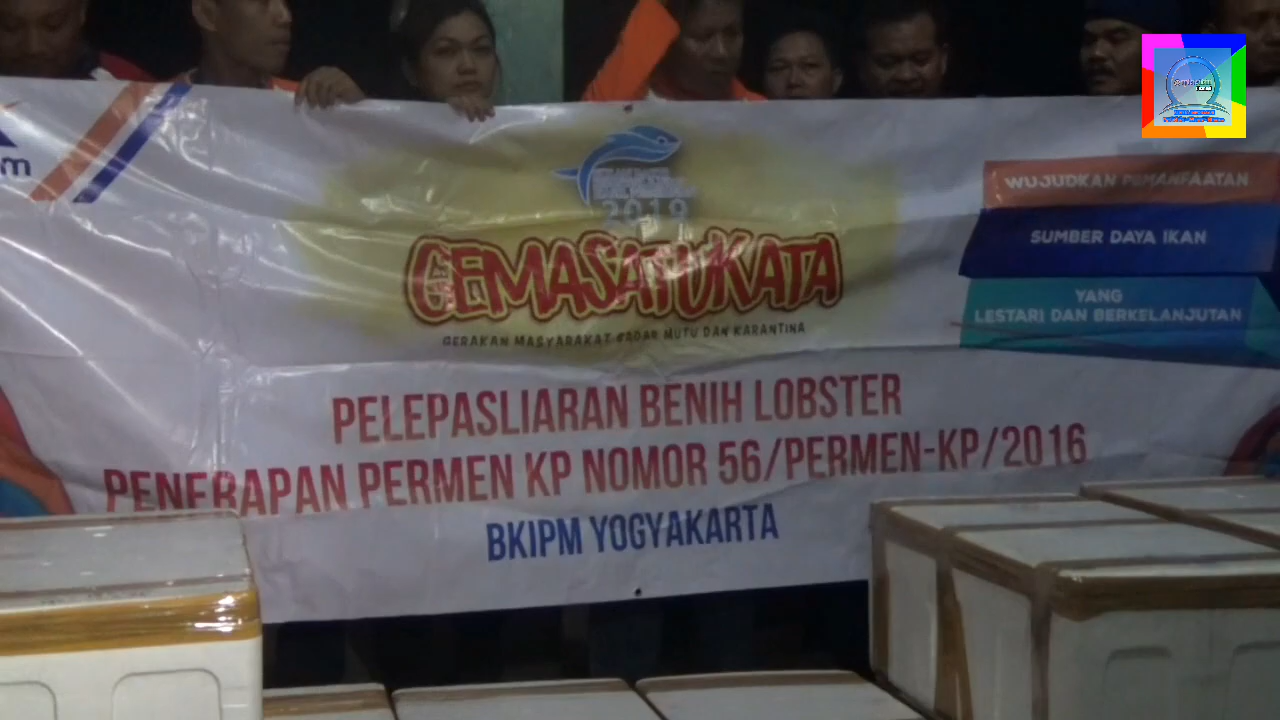 m
2019
GEMASATUKATA
GERAKAN MASYARAKAT SADAR MUTU DAN KARANTINA
WUJUDKAN PEMANFAATAN
SUMBER DAYA IKAN
YANG
LESTARI DAN BERKELANJUTAN
PELEPASLIARAN BENIH LOBSTER
PENERAPAN PERMEN KP NOMOR 56/PERMEN-KP/2016
BKIPM YOGYAKARTA